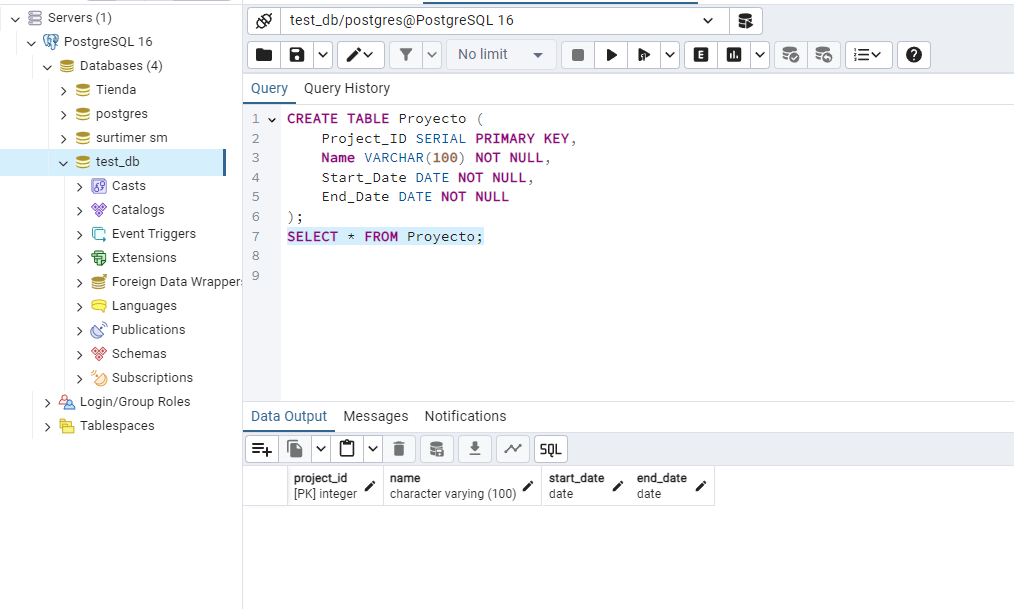 Servers (1)
PostgreSQL 16
Databases (4)
Tienda
postgres
surtimer sm
test_db
Casts
Catalogs
Event Triggers
Extensions
Foreign Data Wrappers
Languages
Publications
Schemas
Subscriptions
Login/Group Roles
Tablespaces
test_db/postgres@PostgreSQL 16
No limit
E
Query Query History
1 CREATE TABLE Proyecto (
2 Project_ID SERIAL PRIMARY KEY,
3 Name VARCHAR(100) NOT NULL,
4 Start_Date DATE NOT NULL,
5 End_Date DATE NOT NULL
6 );
7 SELECT * FROM Proyecto;
8
9
Data Output Messages Notifications
SQL
project_id name start_date end_date
[PK] integer character varying (100) date date